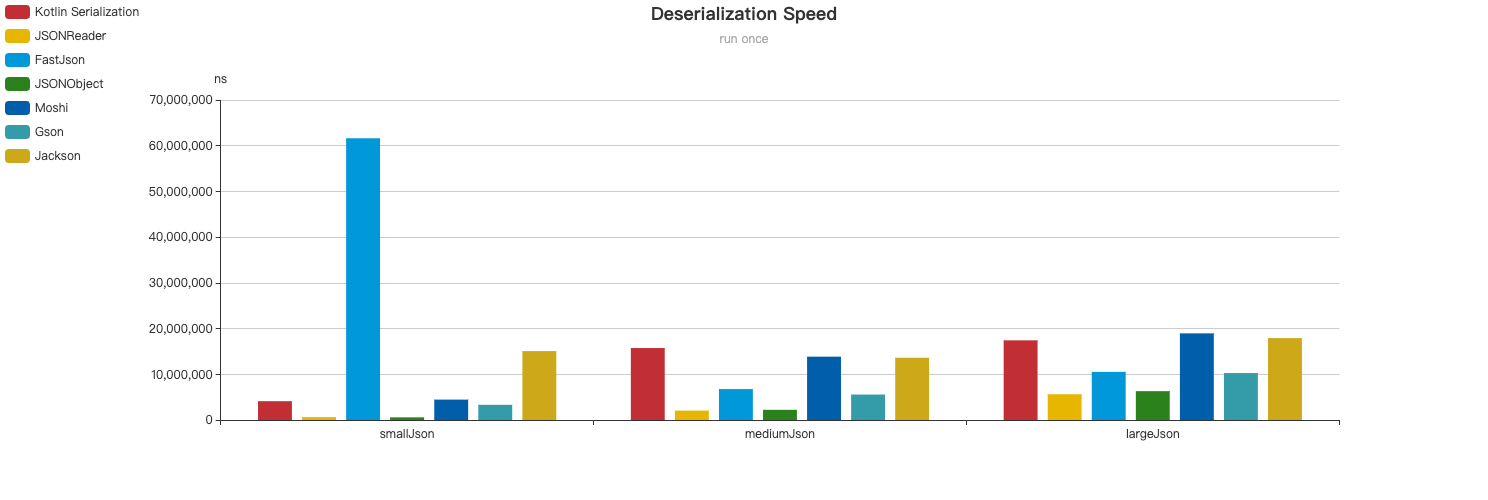 Deserialization Speed
run once
Kotlin Serialization
JSONReader
FastJson
JSONObject
Moshi
Gson
Jackson
ns
70,000,000
60,000,000
50,000,000
40,000,000
30,000,000
20,000,000
10,000,000
0
smallJson
mediumJson
largeJson